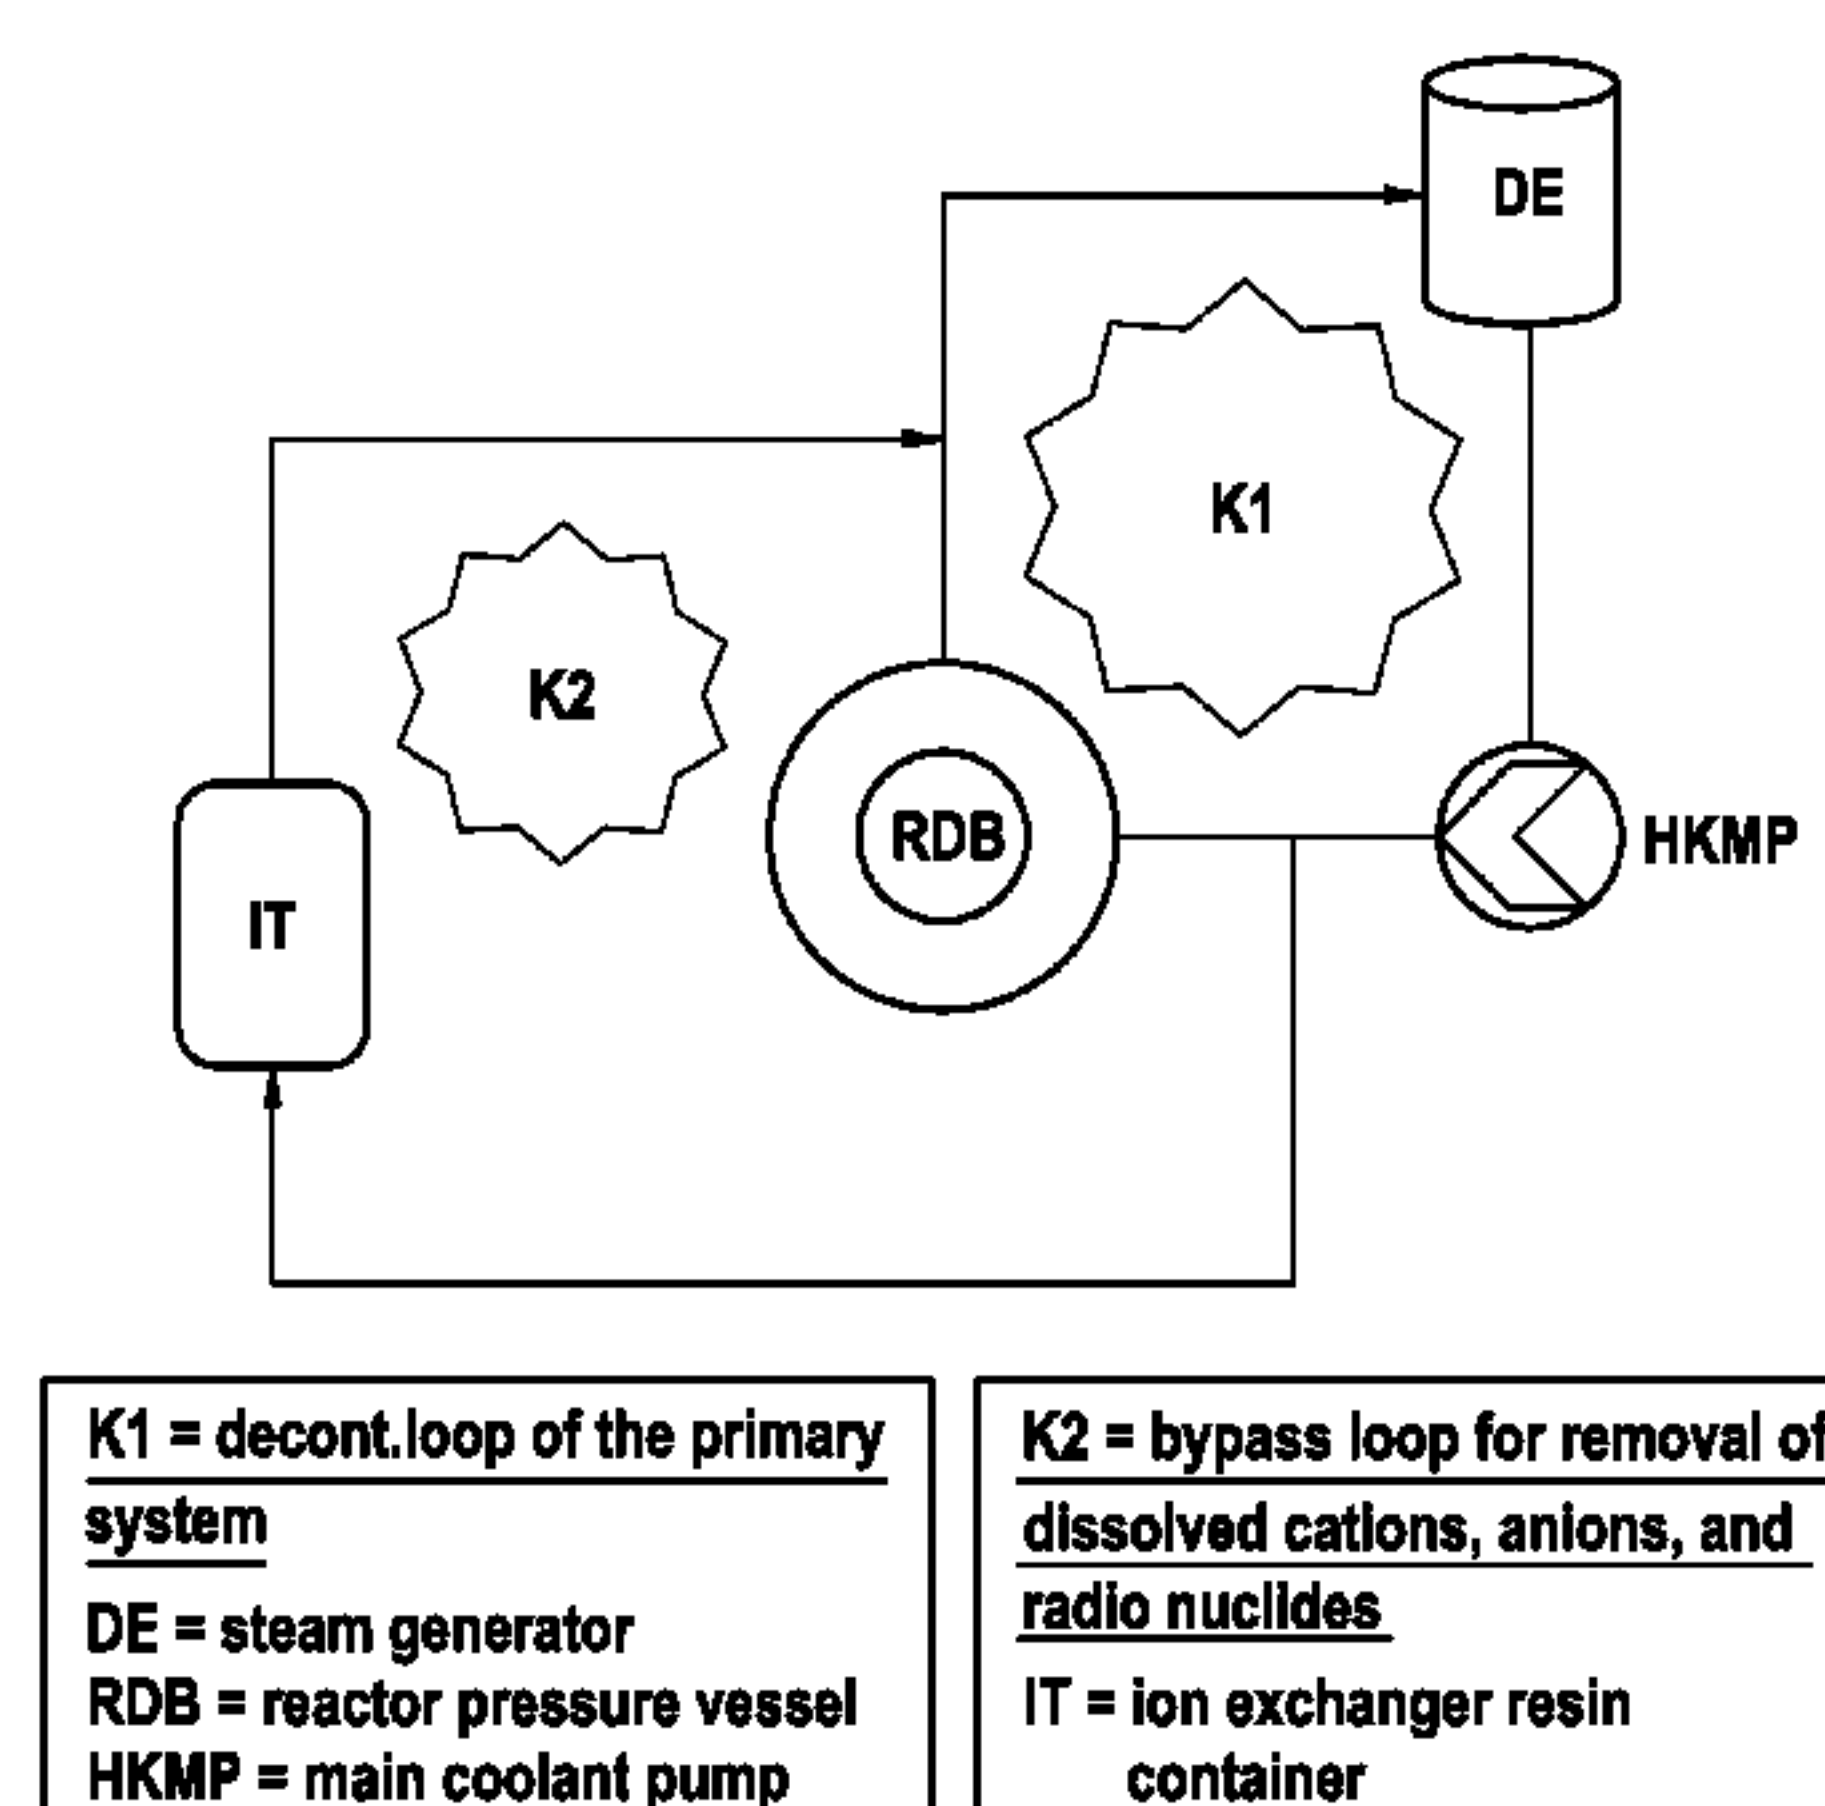 DE
K1
K2
RDB
HKMP
IT
K1 = decont.loop of the primary
system
DE = steam generator
RDB = reactor pressure vessel
HKMP = main coolant pump
K2 = bypass loop for removal of
dissolved cations, anions, and
radio nuclides
IT = ion exchanger resin
container